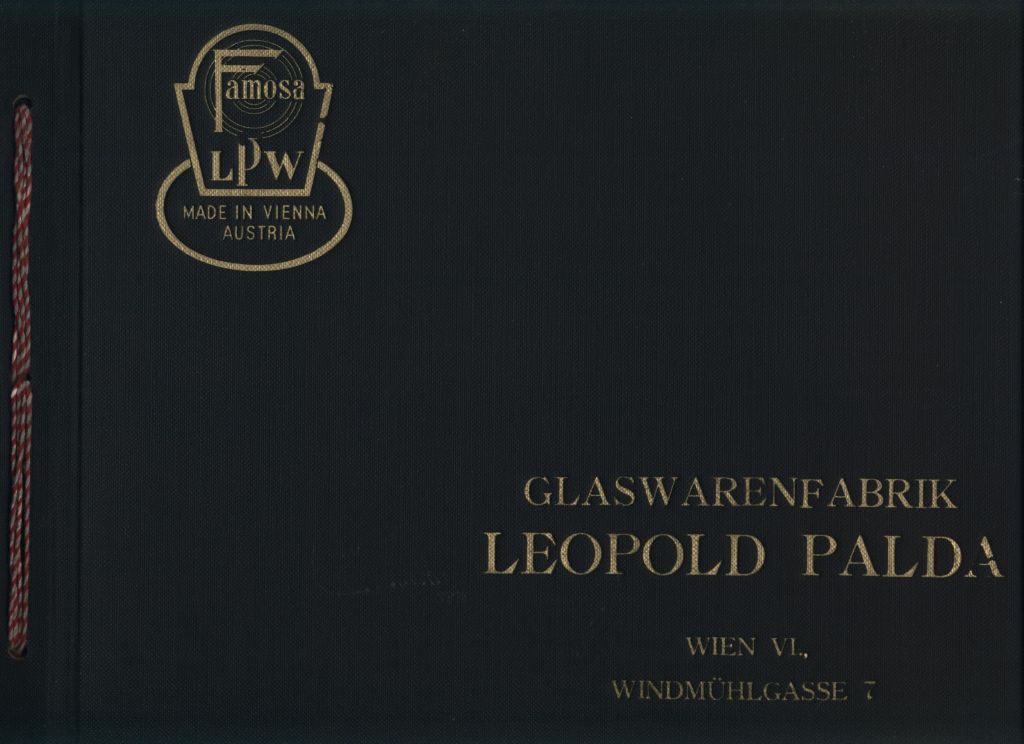 Famosa
LPW
MADE IN VIENNA
AUSTRIA
GLASWARENFABRIK
LEOPOLD PALDA
WIEN VI.,
WINDMÜHLGASSE 7